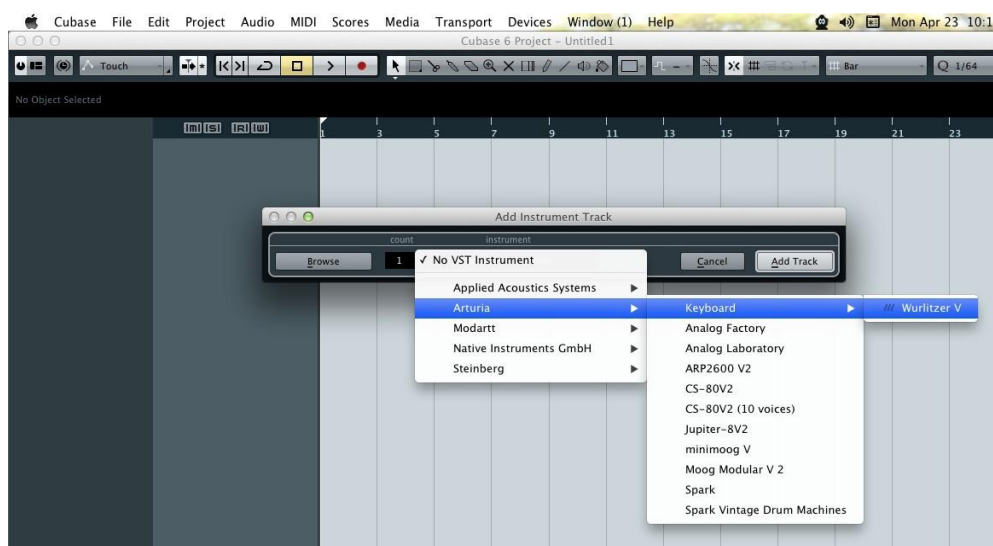 Cubase File Edit Project Audio MIDI Scores Media Transport Devices Window (1) Help Mon Apr 23 10:1
Cubase 6 Project – Untitled1
Touch Bar Q 1/64
No Object Selected
M S R W 1 3 5 7 9 11 13 15 17 19 21 23
Add Instrument Track
count instrument
Browse 1 ✓ No VST Instrument Cancel Add Track
Applied Acoustics Systems
Arturia Keyboard Wurlitzer V
Modartt Analog Factory
Native Instruments GmbH Analog Laboratory
Steinberg ARP2600 V2
CS-80V2
CS-80V2 (10 voices)
Jupiter-8V2
minimoog V
Moog Modular V 2
Spark
Spark Vintage Drum Machines